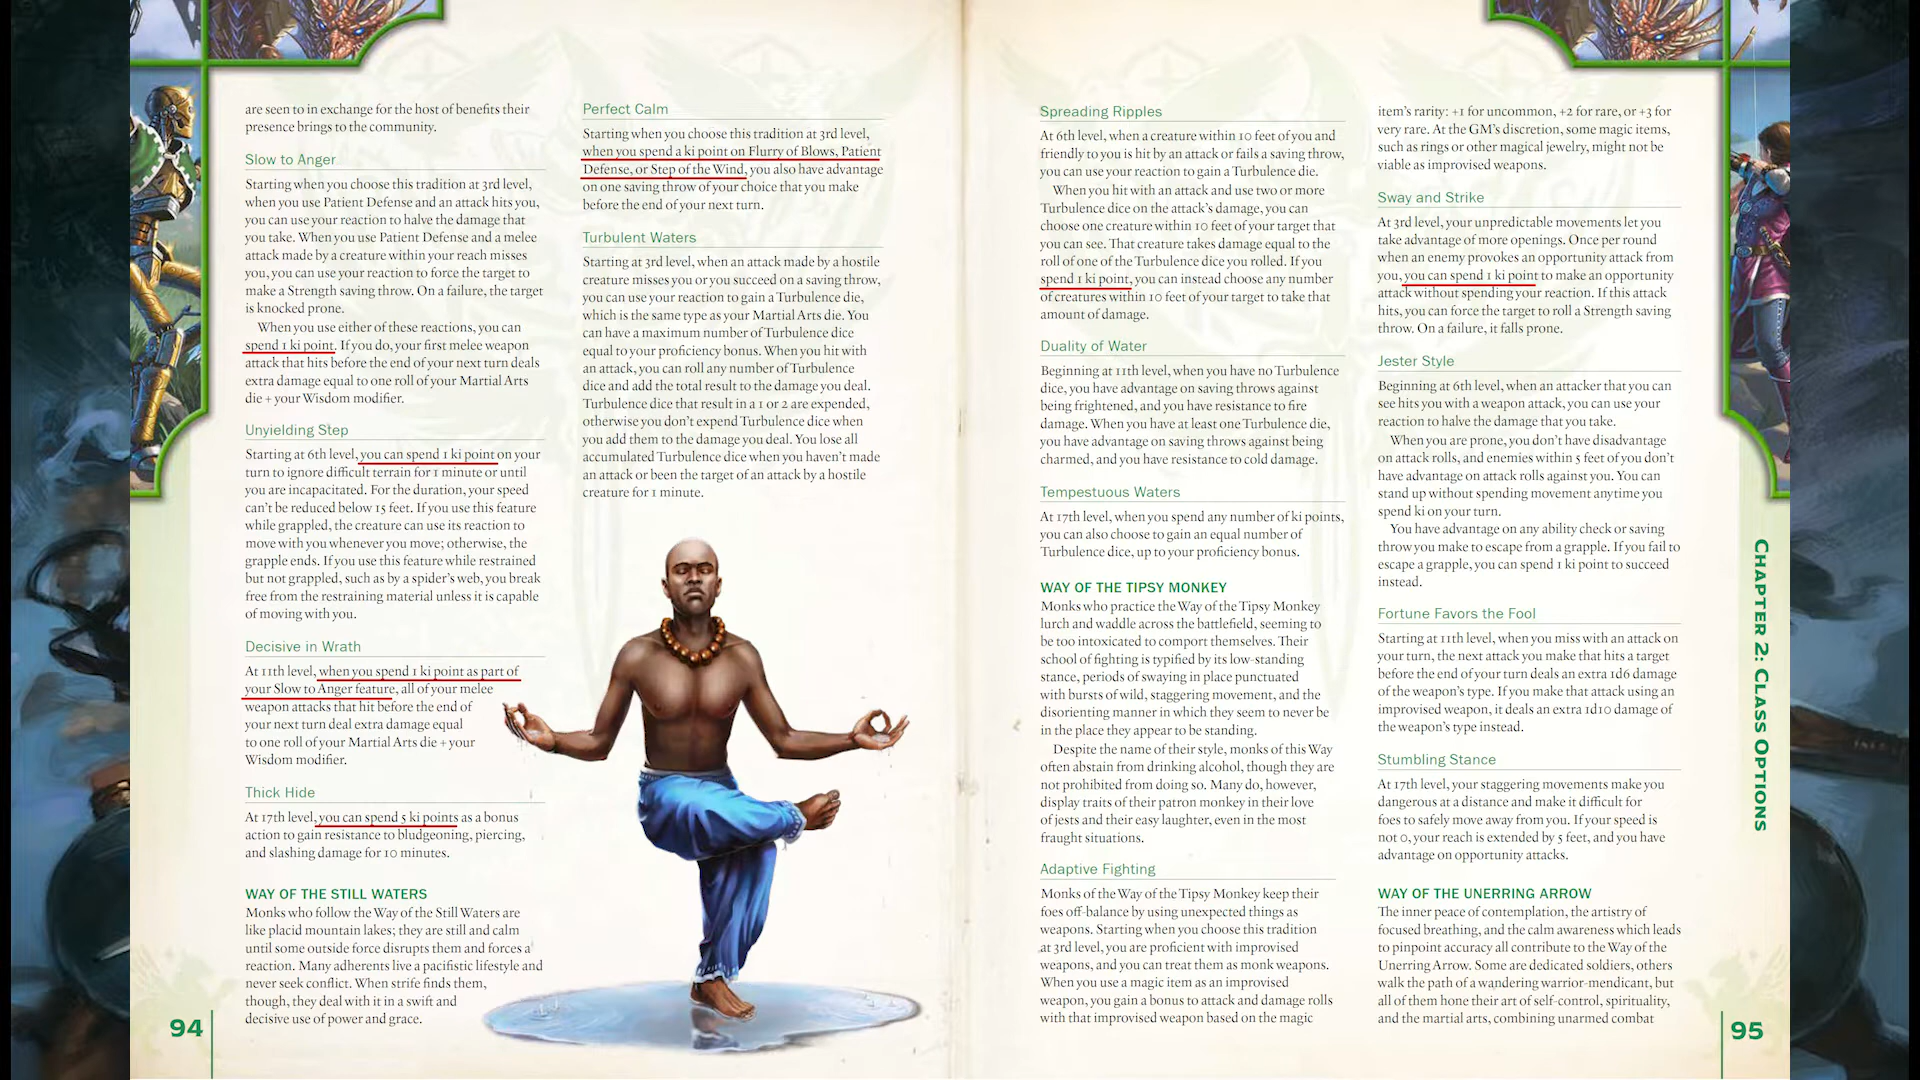 are seen to in exchange for the host of benefits their
presence brings to the community.
Slow to Anger
Starting when you choose this tradition at 3rd level,
when you use Patient Defense and an attack hits you,
you can use your reaction to halve the damage that
you take. When you use Patient Defense and a melee
attack made by a creature within your reach misses
you, you can use your reaction to force the target to
make a Strength saving throw. On a failure, the target
is knocked prone.
When you use either of these reactions, you can
spend 1 ki point. If you do, your first melee weapon
attack that hits before the end of your next turn deals
extra damage equal to one roll of your Martial Arts
die + your Wisdom modifier.
Unyielding Step
Starting at 6th level, you can spend 1 ki point on your
turn to ignore difficult terrain for 1 minute or until
you are incapacitated. For the duration, your speed
can't be reduced below 15 feet. If you use this feature
while grappled, the creature can use its reaction to
move with you whenever you move; otherwise, the
grapple ends. If you use this feature while restrained
but not grappled, such as by a spider's web, you break
free from the restraining material unless it is capable
of moving with you.
Decisive in Wrath
At 11th level, when you spend 1 ki point as part of
your Slow to Anger feature, all of your melee
weapon attacks that hit before the end of
your next turn deal extra damage equal
to one roll of your Martial Arts die + your
Wisdom modifier.
Thick Hide
At 17th level, you can spend 5 ki points as a bonus
action to gain resistance to bludgeoning, piercing,
and slashing damage for 10 minutes.
WAY OF THE STILL WATERS
Monks who follow the Way of the Still Waters are
like placid mountain lakes; they are still and calm
until some outside force disrupts them and forces a
reaction. Many adherents live a pacifistic lifestyle and
never seek conflict. When strife finds them,
though, they deal with it in a swift and
decisive use of power and grace.
94
Perfect Calm
Starting when you choose this tradition at 3rd level,
when you spend a ki point on Flurry of Blows, Patient
Defense, or Step of the Wind, you also have advantage
on one saving throw of your choice that you make
before the end of your next turn.
Turbulent Waters
Starting at 3rd level, when an attack made by a hostile
creature misses you or you succeed on a saving throw,
you can use your reaction to gain a Turbulence die,
which is the same type as your Martial Arts die. You
can have a maximum number of Turbulence dice
equal to your proficiency bonus. When you hit with
an attack, you can roll any number of Turbulence
dice and add the total result to the damage you deal.
Turbulence dice that result in a 1 or 2 are expended,
otherwise you don't expend Turbulence dice when
you add them to the damage you deal. You lose all
accumulated Turbulence dice when you haven't made
an attack or been the target of an attack by a hostile
creature for 1 minute.
Spreading Ripples
At 6th level, when a creature within 10 feet of you and
friendly to you is hit by an attack or fails a saving throw,
you can use your reaction to gain a Turbulence die.
When you hit with an attack and use two or more
Turbulence dice on the attack's damage, you can
choose one creature within 10 feet of your target that
you can see. That creature takes damage equal to the
roll of one of the Turbulence dice you rolled. If you
spend 1 ki point, you can instead choose any number
of creatures within 10 feet of your target to take that
amount of damage.
Duality of Water
Beginning at 11th level, when you have no Turbulence
dice, you have advantage on saving throws against
being frightened, and you have resistance to fire
damage. When you have at least one Turbulence die,
you have advantage on saving throws against being
charmed, and you have resistance to cold damage.
Tempestuous Waters
At 17th level, when you spend any number of ki points,
you can also choose to gain an equal number of
Turbulence dice, up to your proficiency bonus.
WAY OF THE TIPSY MONKEY
Monks who practice the Way of the Tipsy Monkey
lurch and waddle across the battlefield, seeming to
be too intoxicated to comport themselves. Their
school of fighting is typified by its low-standing
stance, periods of swaying in place punctuated
with bursts of wild, staggering movement, and the
disorienting manner in which they seem to never be
in the place they appear to be standing.
Despite the name of their style, monks of this Way
often abstain from drinking alcohol, though they are
not prohibited from doing so. Many do, however,
display traits of their patron monkey in their love
of jests and their easy laughter, even in the most
fraught situations.
Adaptive Fighting
Monks of the Way of the Tipsy Monkey keep their
foes off-balance by using unexpected things as
weapons. Starting when you choose this tradition
at 3rd level, you are proficient with improvised
weapons, and you can treat them as monk weapons.
When you use a magic item as an improvised
weapon, you gain a bonus to attack and damage rolls
with that improvised weapon based on the magic
item's rarity: +1 for uncommon, +2 for rare, or +3 for
very rare. At the GM's discretion, some magic items,
such as rings or other magical jewelry, might not be
viable as improvised weapons.
Sway and Strike
At 3rd level, your unpredictable movements let you
take advantage of more openings. Once per round
when an enemy provokes an opportunity attack from
you, you can spend 1 ki point to make an opportunity
attack without spending your reaction. If this attack
hits, you can force the target to roll a Strength saving
throw. On a failure, it falls prone.
Jester Style
Beginning at 6th level, when an attacker that you can
see hits you with a weapon attack, you can use your
reaction to halve the damage that you take.
When you are prone, you don't have disadvantage
on attack rolls, and enemies within 5 feet of you don't
have advantage on attack rolls against you. You can
stand up without spending movement anytime you
spend ki on your turn.
You have advantage on any ability check or saving
throw you make to escape from a grapple. If you fail to
escape a grapple, you can spend 1 ki point to succeed
instead.
Fortune Favors the Fool
Starting at 11th level, when you miss with an attack on
your turn, the next attack you make that hits a target
before the end of your turn deals an extra 1d6 damage
of the weapon's type. If you make that attack using an
improvised weapon, it deals an extra 1d10 damage of
the weapon's type instead.
Stumbling Stance
At 17th level, your staggering movements make you
dangerous at a distance and make it difficult for
foes to safely move away from you. If your speed is
not 0, your reach is extended by 5 feet, and you have
advantage on opportunity attacks.
WAY OF THE UNERRING ARROW
The inner peace of contemplation, the artistry of
focused breathing, and the calm awareness which leads
to pinpoint accuracy all contribute to the Way of the
Unerring Arrow. Some are dedicated soldiers, others
walk the path of a wandering warrior-mendicant, but
all of them hone their art of self-control, spirituality,
and the martial arts, combining unarmed combat
CHAPTER 2: CLASS OPTIONS
95